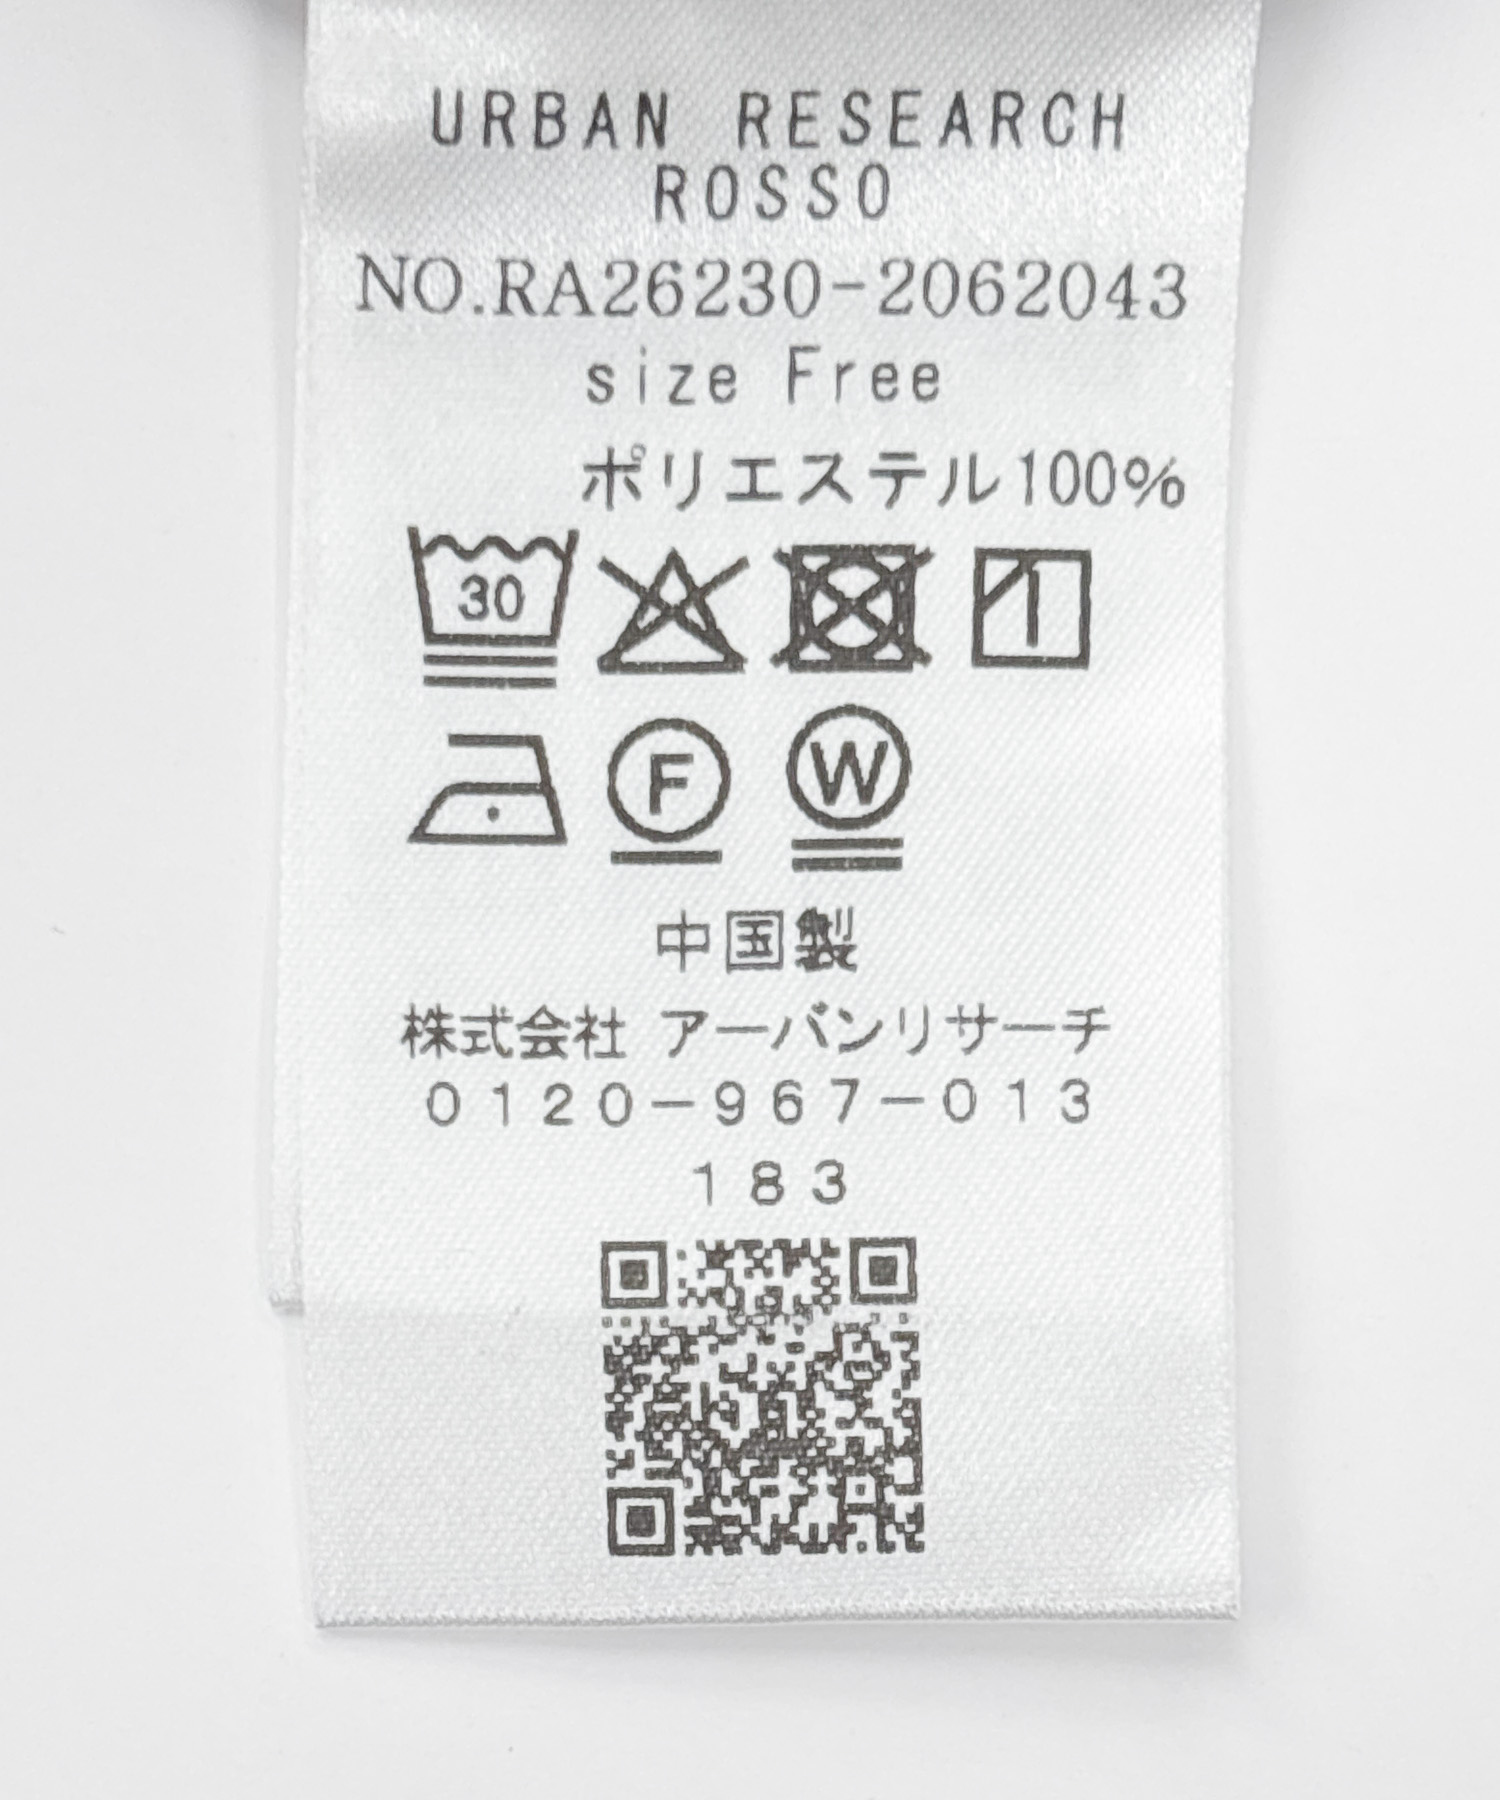 URBAN RESEARCH
ROSSO
NO.RA26230-2062043
size Free
ポリエステル100%
30
F W
中国製
株式会社 アーバンリサーチ
0120-967-013
183